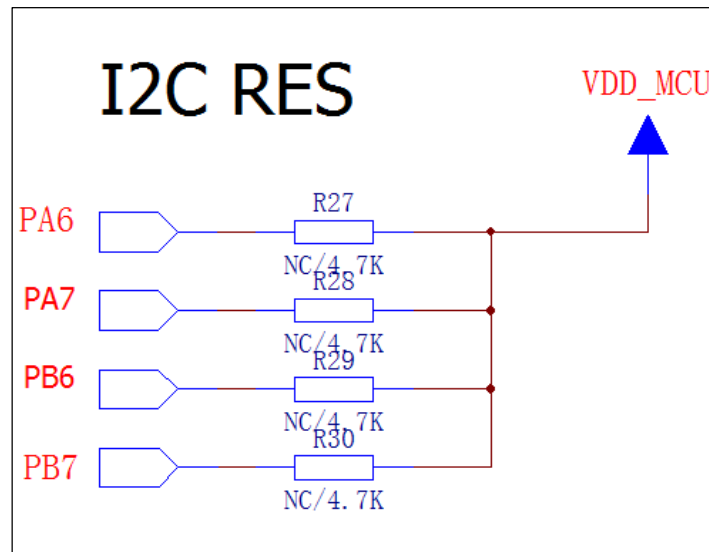 I2C RES
VDD_MCU
PA6
R27
NC/4.7K
PA7
R28
NC/4.7K
PB6
R29
NC/4.7K
PB7
R30
NC/4.7K